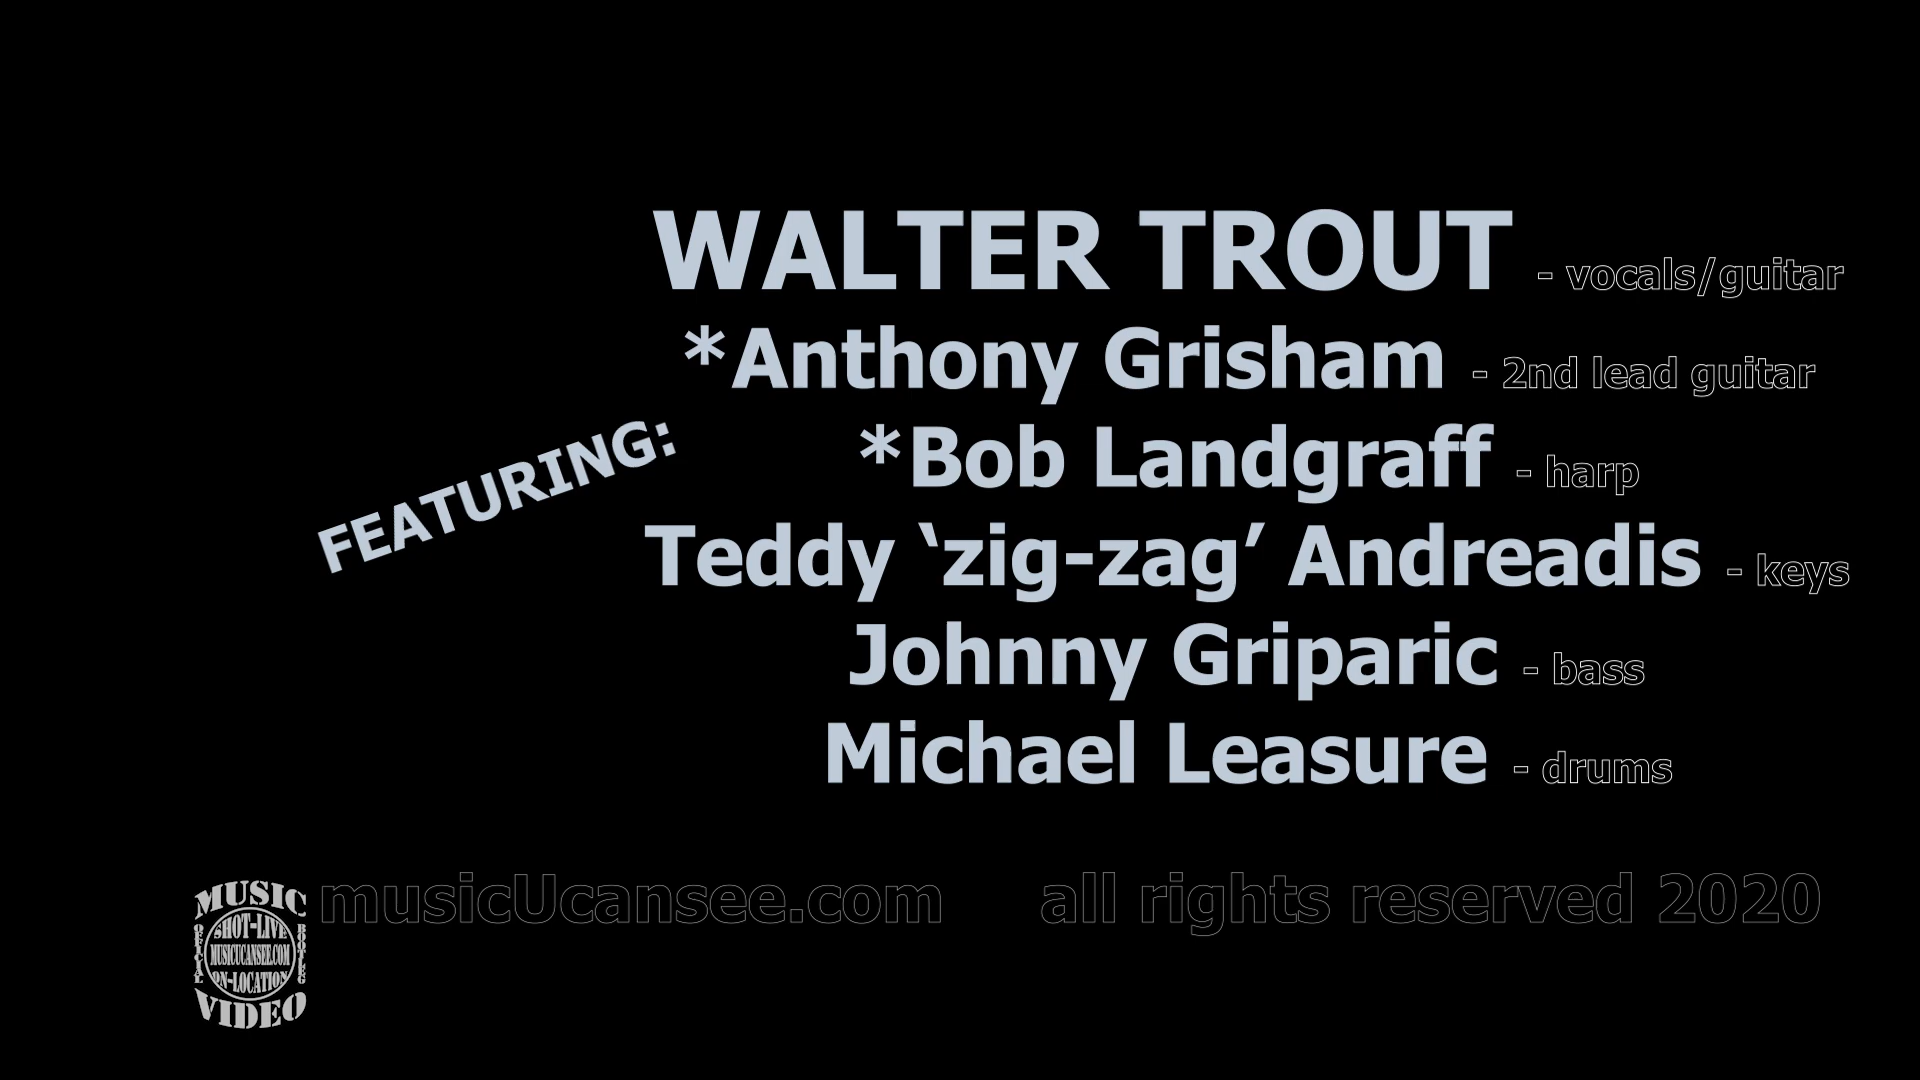 WALTER TROUT - vocals/guitar
*Anthony Grisham - 2nd lead guitar
FEATURING:
*Bob Landgraff - harp
Teddy ‘zig-zag’ Andreadis - keys
Johnny Griparic - bass
Michael Leasure - drums
musicUcansee.com all rights reserved 2020
MUSIC
OFFICIAL
SHOT-LIVE
MUSICUCANSEE.COM
ON-LOCATION
BOOTLEG
VIDEO